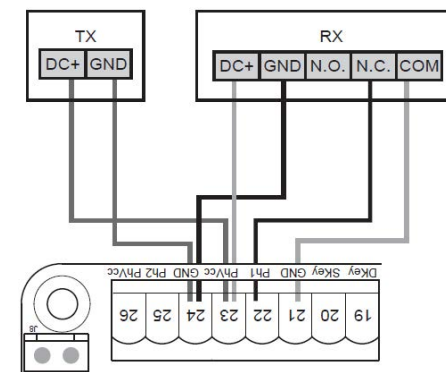 TX
RX
DC+ GND
DC+ GND N.O. N.C. COM
PhVcc Ph2 GND PhVcc Ph1 GND SKey DKey
26 25 24 23 22 21 20 19
J8